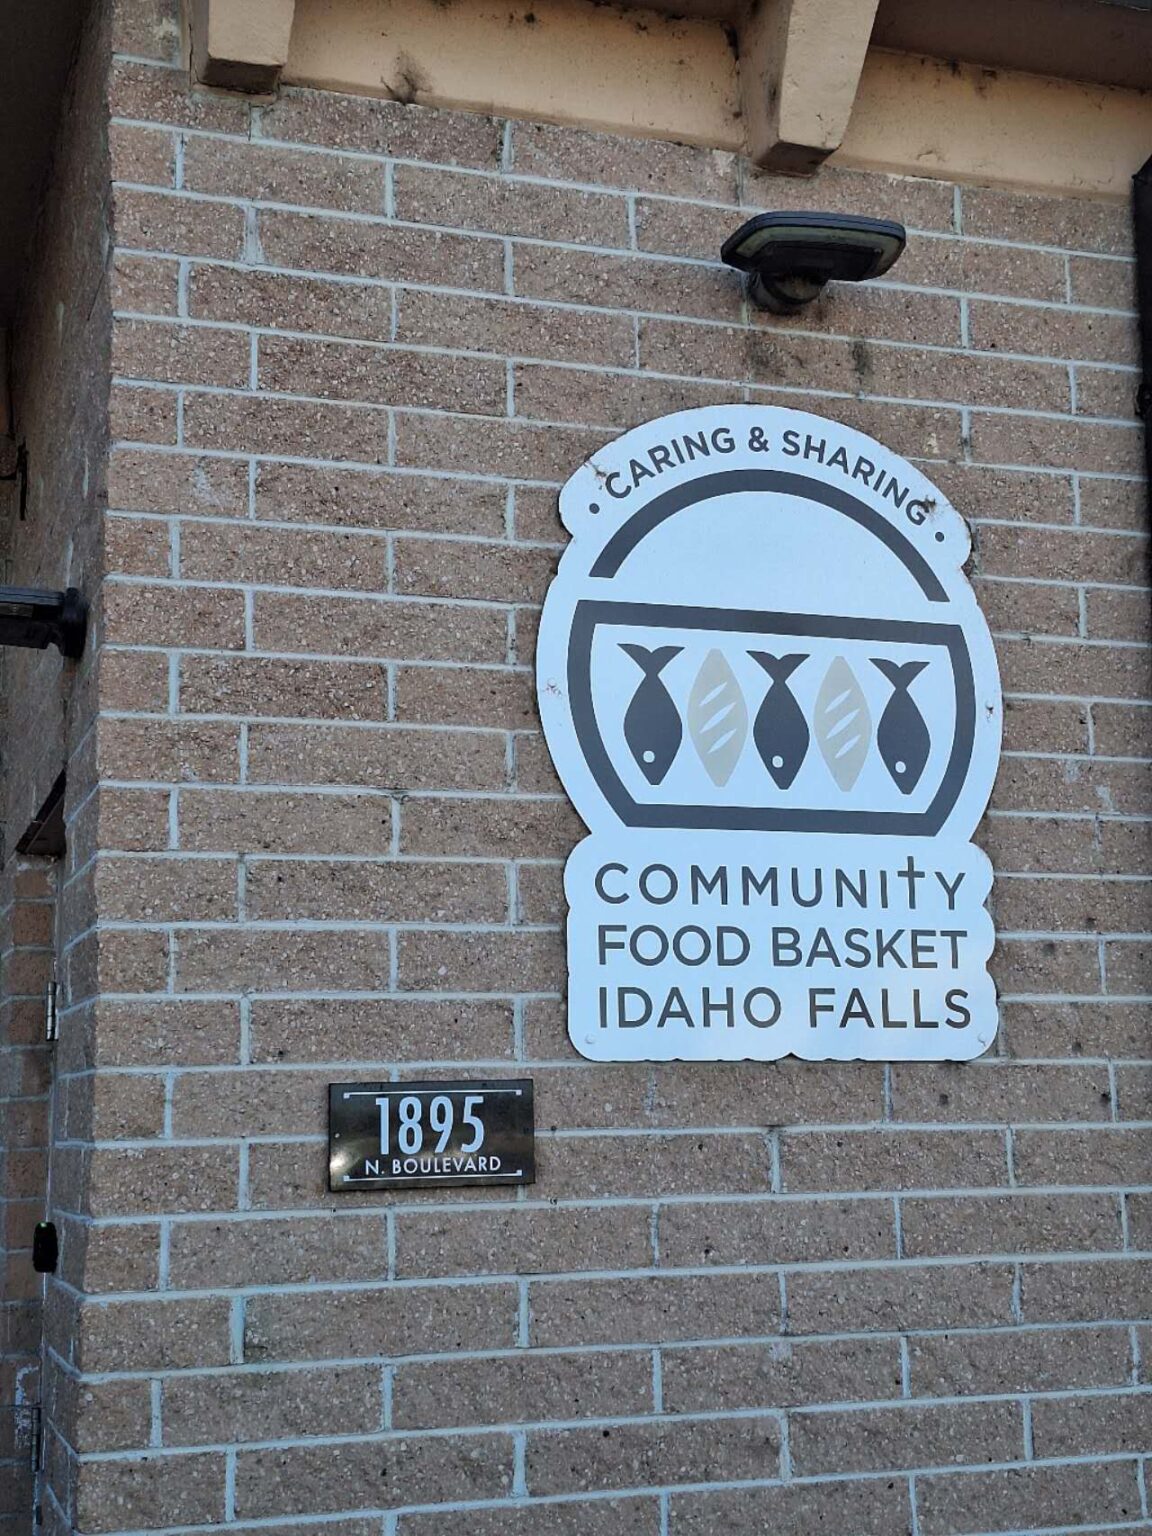 CARING & SHARING
COMMUNITY
FOOD BASKET
IDAHO FALLS
1895
N. BOULEVARD